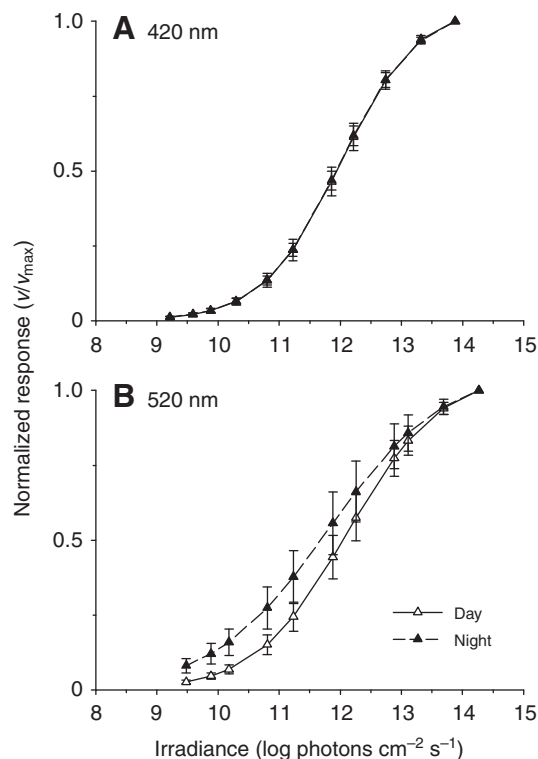 A 420 nm
1.0
0.5
0
8 9 10 11 12 13 14 15
Normalized response (v/vmax)
B 520 nm
1.0
0.5
0
Day
Night
8 9 10 11 12 13 14 15
Irradiance (log photons cm⁻² s⁻¹)